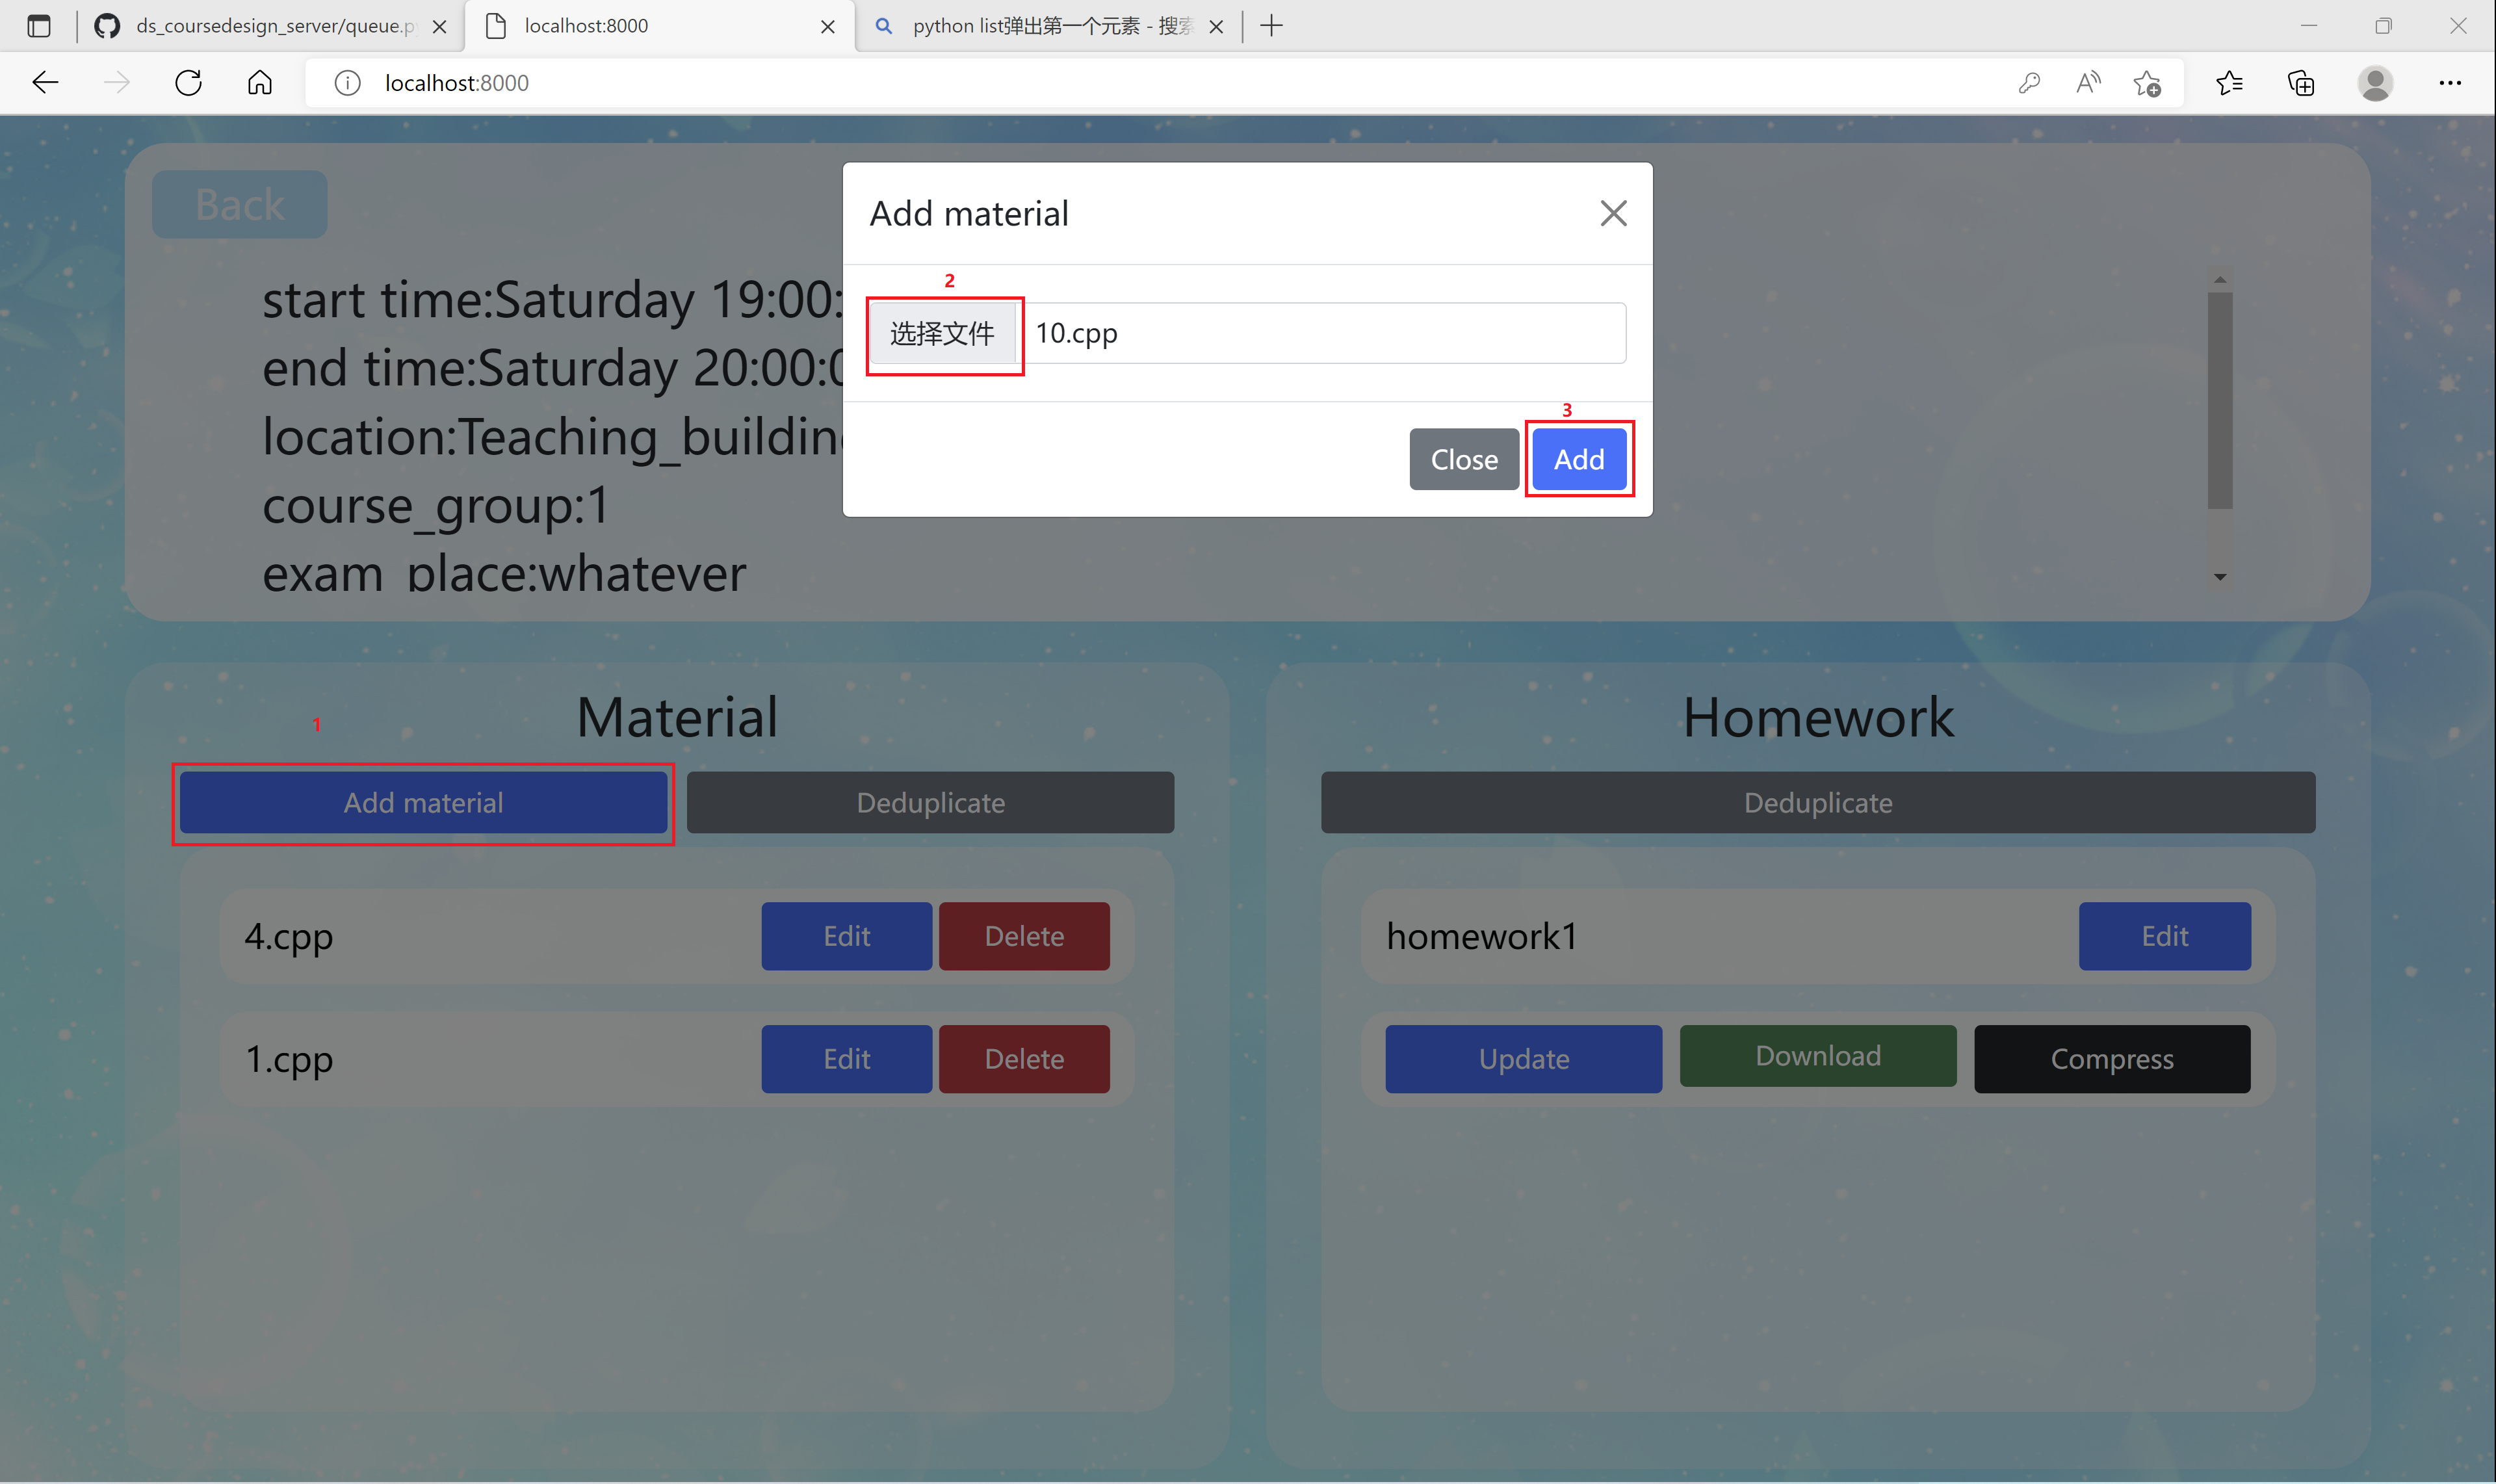 ds_coursedesign_server/queue.p
localhost:8000
python list弹出第一个元素 - 搜索
localhost:8000
Back
Add material
2
start time:Saturday 19:00:
选择文件 10.cpp
end time:Saturday 20:00:0
3
location:Teaching_building
Close Add
course_group:1
exam_place:whatever
Material
Homework
1
Add material
Deduplicate
Deduplicate
4.cpp Edit Delete
homework1 Edit
1.cpp Edit Delete
Update Download Compress